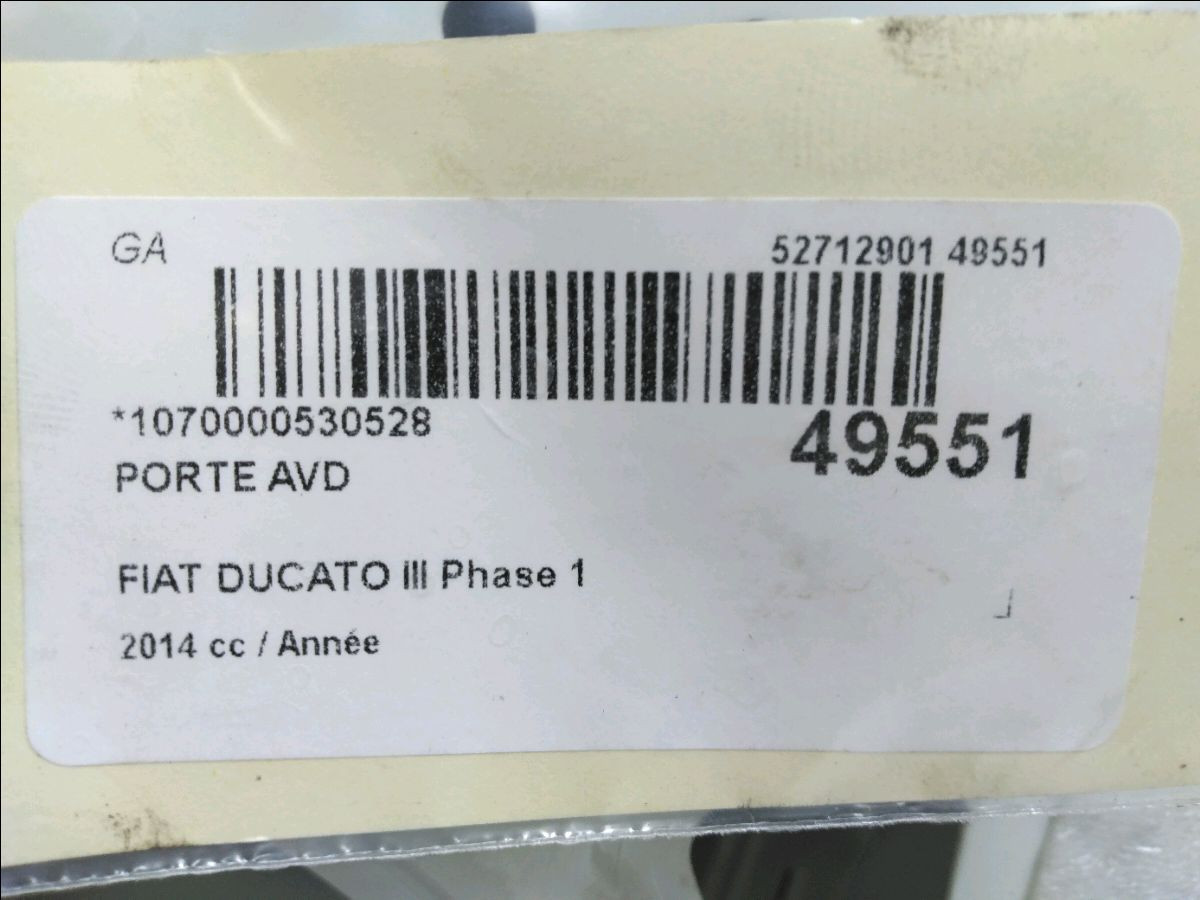 GA
52712901 49551
*1070000530528
49551
PORTE AVD
FIAT DUCATO III Phase 1
2014 cc / Année